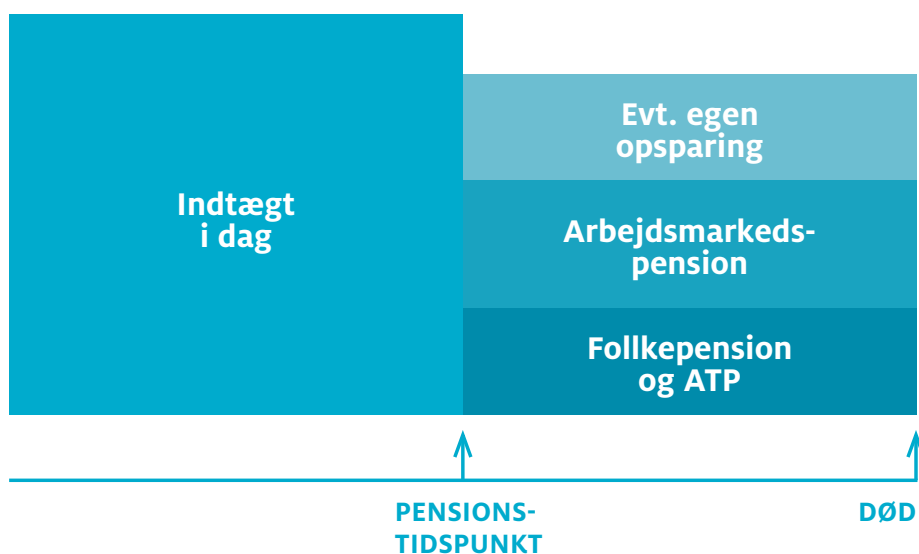 Evt. egen
opsparing
Indtægt
i dag
Arbejdsmarkeds-
pension
Follkepension
og ATP
PENSIONS-
TIDSPUNKT
DØD